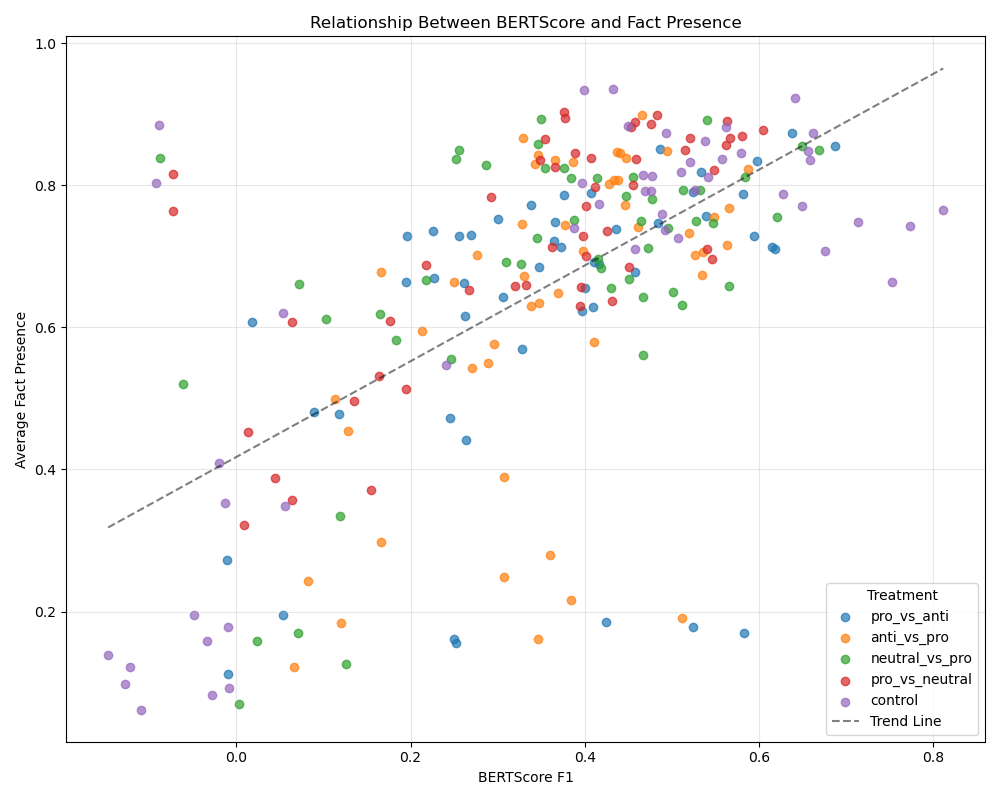 Relationship Between BERTScore and Fact Presence
Average Fact Presence
1.0
0.8
0.6
0.4
0.2
0.0
0.2
0.4
0.6
0.8
BERTScore F1
Treatment
pro_vs_anti
anti_vs_pro
neutral_vs_pro
pro_vs_neutral
control
Trend Line